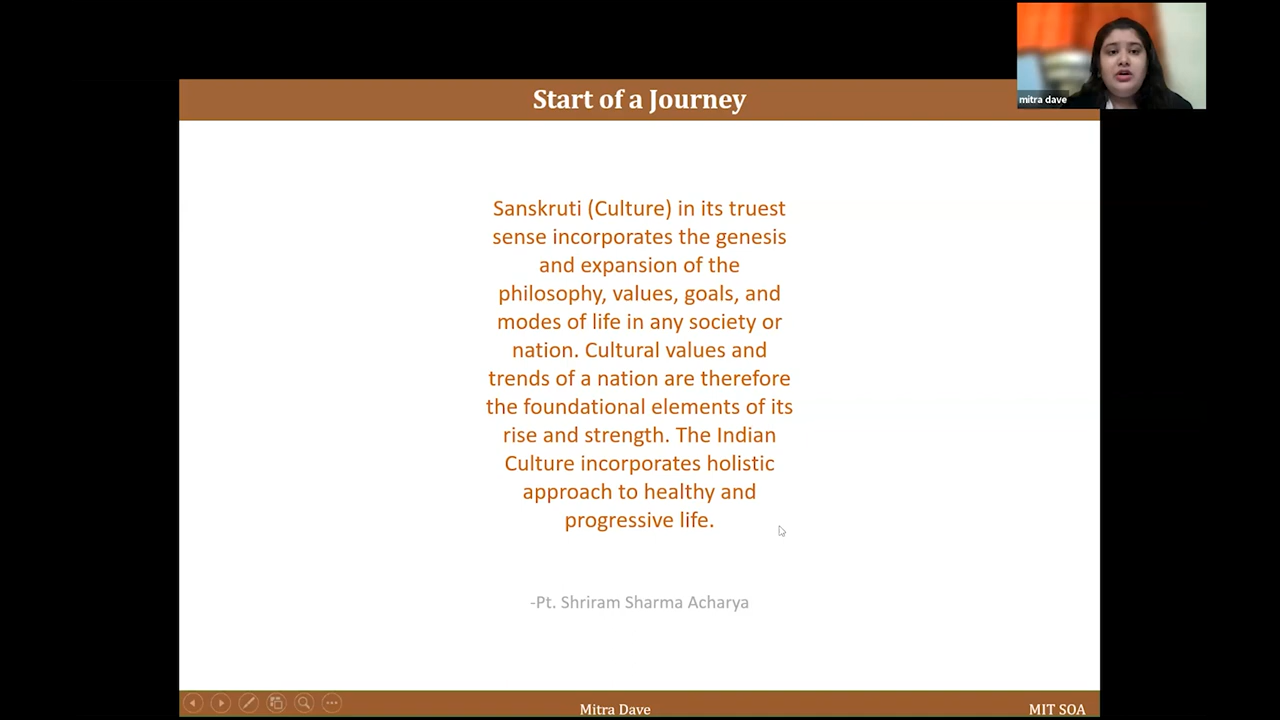 mitra dave
Start of a Journey
Sanskruti (Culture) in its truest
sense incorporates the genesis
and expansion of the
philosophy, values, goals, and
modes of life in any society or
nation. Cultural values and
trends of a nation are therefore
the foundational elements of its
rise and strength. The Indian
Culture incorporates holistic
approach to healthy and
progressive life.
-Pt. Shriram Sharma Acharya
Mitra Dave
MIT SOA